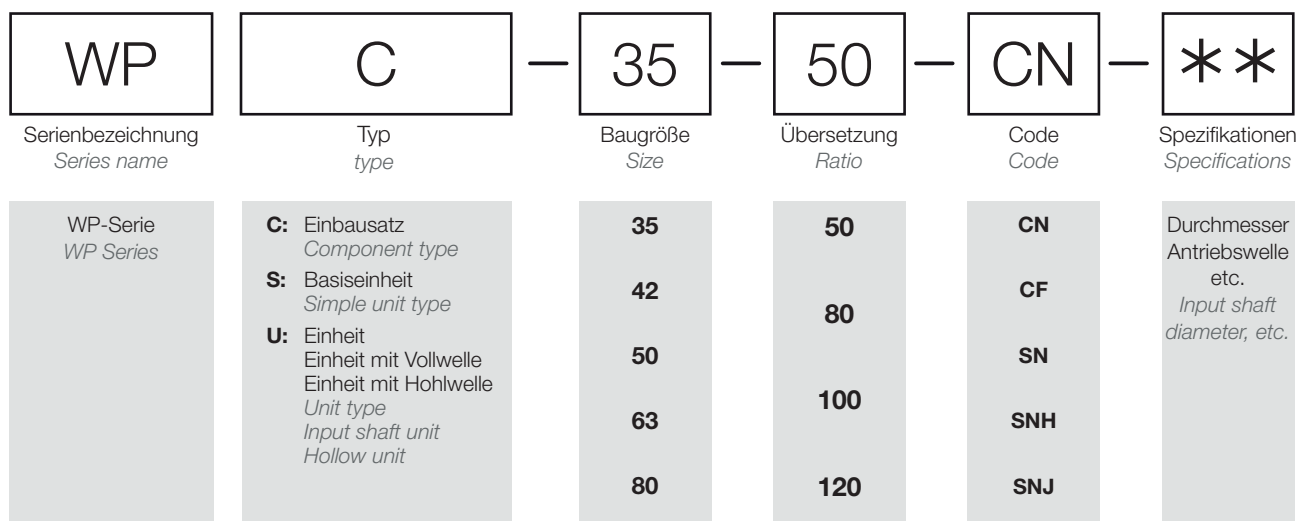 WP C – 35 – 50 – CN – **
Serienbezeichnung
Series name
Typ
type
Baugröße
Size
Übersetzung
Ratio
Code
Code
Spezifikationen
Specifications
WP-Serie
WP Series
C: Einbausatz
Component type
S: Basiseinheit
Simple unit type
U: Einheit
Einheit mit Vollwelle
Einheit mit Hohlwelle
Unit type
Input shaft unit
Hollow unit
35
42
50
63
80
50
80
100
120
CN
CF
SN
SNH
SNJ
Durchmesser
Antriebswelle
etc.
Input shaft
diameter, etc.